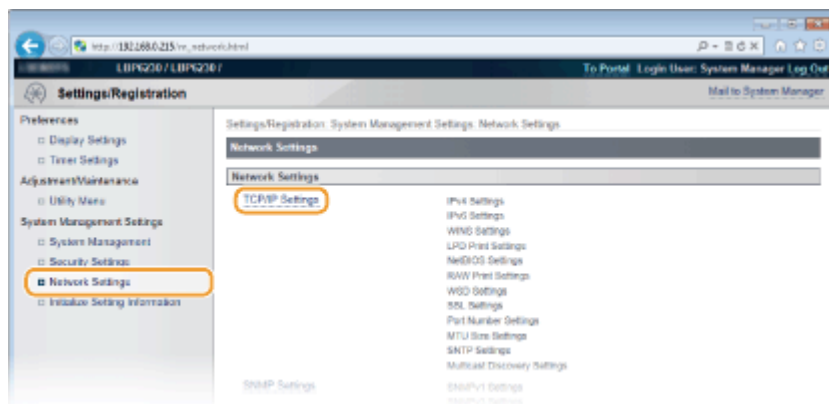 http://192.168.0.215/m_network.html
LBP6230 / LBP6230 /
To Portal Login User: System Manager Log Out
Settings/Registration
Mail to System Manager
Preferences
Display Settings
Timer Settings
Adjustment/Maintenance
Utility Menu
System Management Settings
System Management
Security Settings
Network Settings
Initialize Setting Information
Settings/Registration: System Management Settings: Network Settings
Network Settings
Network Settings
TCP/IP Settings
IPv4 Settings
IPv6 Settings
WINS Settings
LPD Print Settings
NetBIOS Settings
RAW Print Settings
WSD Settings
SSL Settings
Port Number Settings
MTU Size Settings
SNTP Settings
Multicast Discovery Settings
SNMP Settings
SNMPv1 Settings